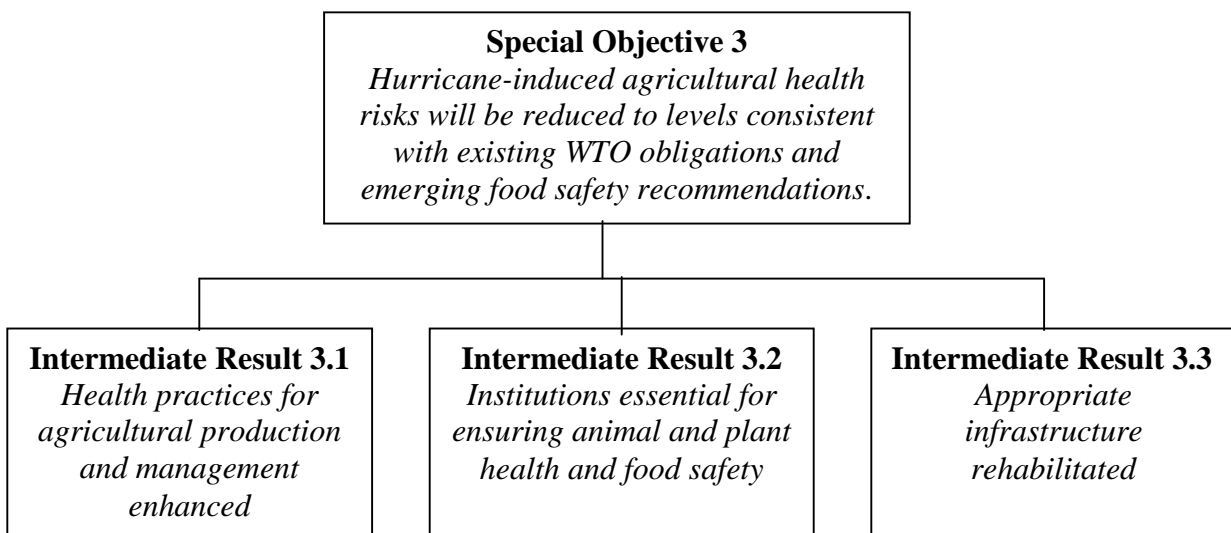 Special Objective 3
Hurricane-induced agricultural health
risks will be reduced to levels consistent
with existing WTO obligations and
emerging food safety recommendations.
Intermediate Result 3.1
Health practices for
agricultural production
and management
enhanced
Intermediate Result 3.2
Institutions essential for
ensuring animal and plant
health and food safety
Intermediate Result 3.3
Appropriate
infrastructure
rehabilitated